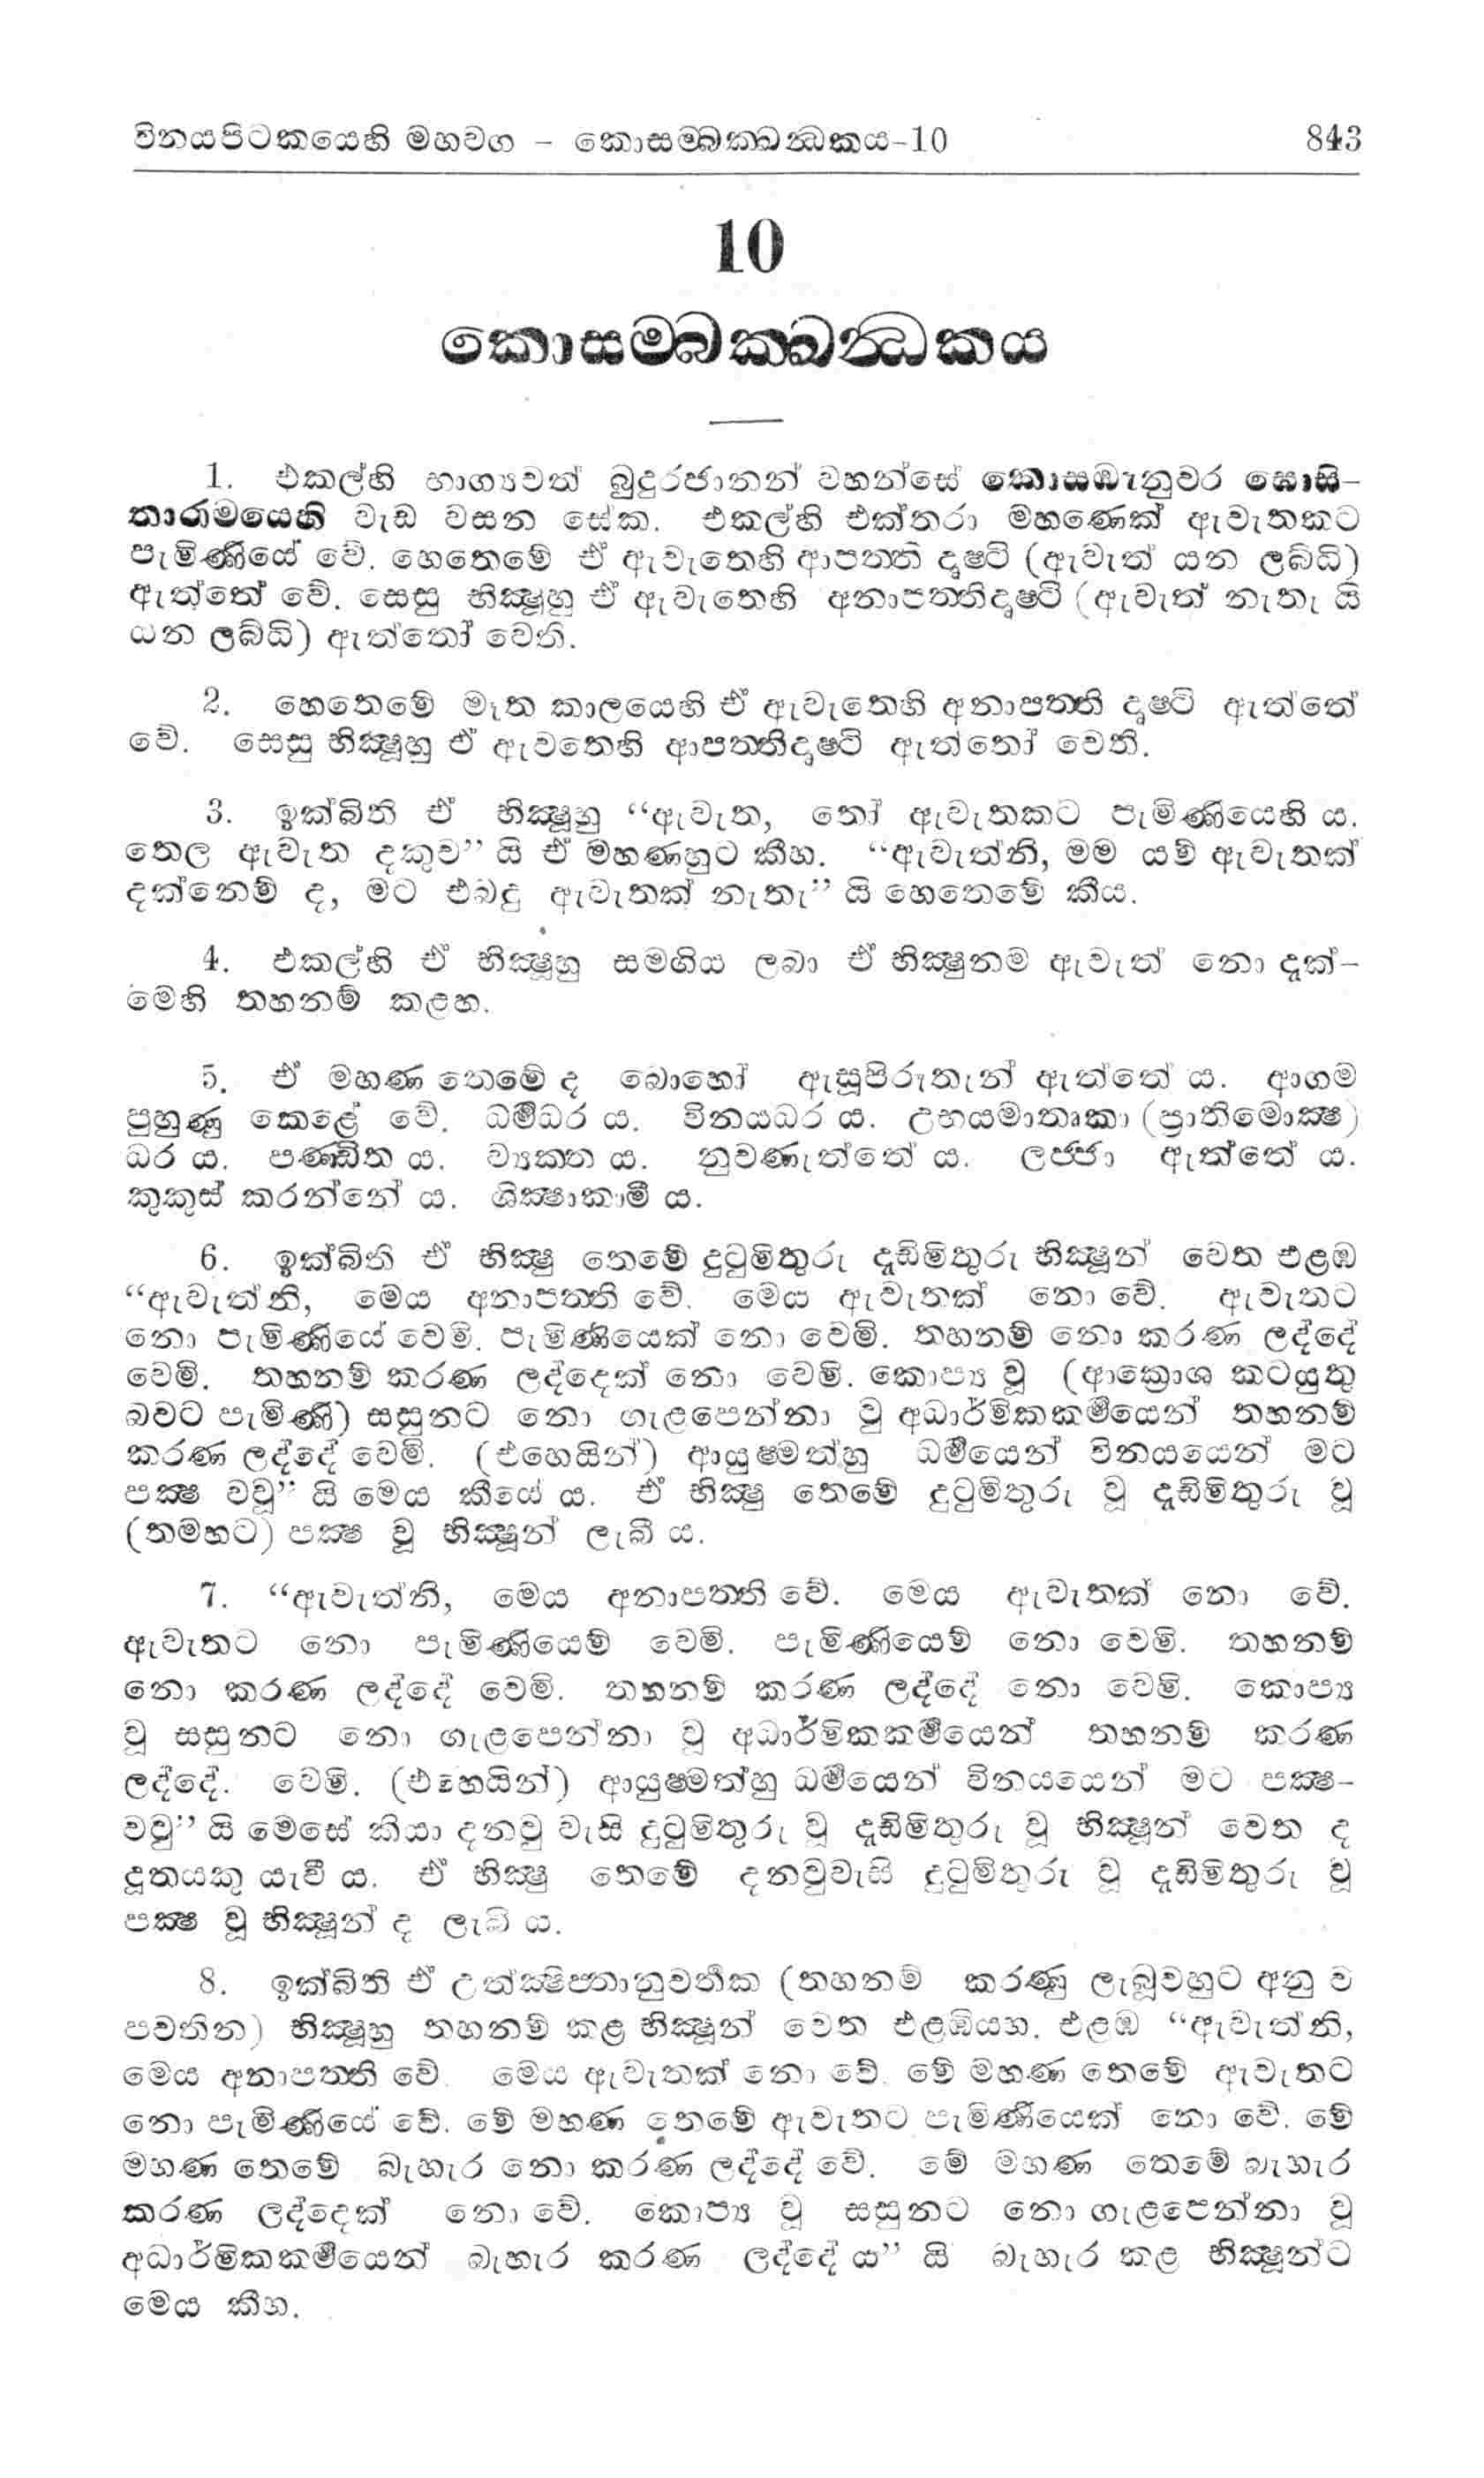 විනයපිටකයෙහි මහවග – කොසම්බක්ඛන්ධකය-10 843
10
කොසම්බක්ඛන්ධකය
1. එකල්හි භාග්‍යවත් බුදුරජානන් වහන්සේ කොසඹෑනුවර ඝොසි-
තාරාමයෙහි වැඩ වසන සේක. එකල්හි එක්තරා මහණෙක් ඇවැතකට
පැමිණියේ වේ. හෙතෙමේ ඒ ඇවැතෙහි ආපත්ති දෘෂ්ටි (ඇවැත් යන ලබ්ධි)
ඇත්තේ වේ. සෙසු භික්‍ෂූහු ඒ ඇවැතෙහි අනාපත්තිදෘෂ්ටි (ඇවැත් නැතැ යි
යන ලබ්ධි) ඇත්තෝ වෙති.
2. හෙතෙමේ මෑත කාලයෙහි ඒ ඇවැතෙහි අනාපත්ති දෘෂ්ටි ඇත්තේ
වේ. සෙසු භික්‍ෂූහු ඒ ඇවතෙහි ආපත්තිදෘෂ්ටි ඇත්තෝ වෙති.
3. ඉක්බිති ඒ භික්‍ෂූහු “ඇවැත, තෝ ඇවැතකට පැමිණියෙහි ය.
තෙල ඇවැත දකුව” යි ඒ මහණහුට කීහ. “ඇවැත්නි, මම යම් ඇවැතක්
දක්නෙම් ද, මට එබඳු ඇවැතක් නැතැ” යි හෙතෙමේ කීය.
4. එකල්හි ඒ භික්‍ෂූහු සමගිය ලබා ඒ භික්‍ෂුනම ඇවැත් නො දැක්-
මෙහි තහනම් කළහ.
5. ඒ මහණ තෙමේ ද බොහෝ ඇසූපිරූතැන් ඇත්තේ ය. ආගම
පුහුණු කෙළේ වේ. ධර්මධර ය. විනයධර ය. උභයමාතෘකා (ප්‍රාතිමොක්‍ෂ)
ධර ය. පණ්ඩිත ය. ව්‍යක්ත ය. නුවණැත්තේ ය. ලජ්ජා ඇත්තේ ය.
කුකුස් කරන්නේ ය. ශික්‍ෂාකාමී ය.
6. ඉක්බිති ඒ භික්‍ෂු තෙමේ දුටුමිතුරු දැඩිමිතුරු භික්‍ෂූන් වෙත එළඹ
“ඇවැත්නි, මෙය අනාපත්ති වේ. මෙය ඇවැතක් නො වේ. ඇවැතට
නො පැමිණියේ වෙමි. පැමිණියෙක් නො වෙමි. තහනම් නො කරණ ලද්දේ
වෙමි. තහනම් කරණ ලද්දෙක් නො වෙමි. කොප්‍ය වූ (ආක්‍රොශ කටයුතු
බවට පැමිණි) සසුනට නො ගැළපෙන්නා වූ අධාර්මිකකර්මයෙන් තහනම්
කරණ ලද්දේ වෙමි. (එහෙයින්) ආයුෂ්මත්හු ධර්මයෙන් විනයයෙන් මට
පක්‍ෂ වවූ” යි මෙය කීයේ ය. ඒ භික්‍ෂු තෙමේ දුටුමිතුරු වූ දැඩිමිතුරු වූ
(තමහට) පක්‍ෂ වූ භික්‍ෂූන් ලැබී ය.
7. “ඇවැත්නි, මෙය අනාපත්ති වේ. මෙය ඇවැතක් නො වේ.
ඇවැතට නො පැමිණියෙම් වෙමි. පැමිණියෙම් නො වෙමි. තහනම්
නො කරණ ලද්දේ වෙමි. තහනම් කරණ ලද්දේ නො වෙමි. කොප්‍ය
වූ සසුනට නො ගැළපෙන්නා වූ අධාර්මිකකර්මයෙන් තහනම් කරණ
ලද්දේ. වෙමි. (එහෙයින්) ආයුෂ්මත්හු ධර්මයෙන් විනයයෙන් මට පක්‍ෂ-
වවු” යි මෙසේ කියා දනවු වැසි දුටුමිතුරු වූ දැඩිමිතුරු වූ භික්‍ෂූන් වෙත ද
දූතයකු යැවී ය. ඒ භික්‍ෂු තෙමේ දනවුවැසි දුටුමිතුරු වූ දැඩිමිතුරු වූ
පක්‍ෂ වූ භික්‍ෂූන් ද ලැබී ය.
8. ඉක්බිති ඒ උත්ක්‍ෂිප්තානුවර්තක (තහනම් කරණු ලැබූවහුට අනු ව
පවතින) භික්‍ෂූහු තහනම් කළ භික්‍ෂූන් වෙත එළඹියහ. එළඹ “ඇවැත්නි,
මෙය අනාපත්ති වේ. මෙය ඇවැතක් නො වේ. මේ මහණ තෙමේ ඇවැතට
නො පැමිණියේ වේ. මේ මහණ තෙමේ ඇවැතට පැමිණියෙක් නො වේ. මේ
මහණ තෙමේ බැහැර නො කරණ ලද්දේ වේ. මේ මහණ තෙමේ බැහැර
කරණ ලද්දෙක් නො වේ. කොප්‍ය වූ සසුනට නො ගැළපෙන්නා වූ
අධාර්මිකකර්මයෙන් බැහැර කරණ ලද්දේ ය” යි බැහැර කළ භික්‍ෂූන්ට
මෙය කීහ.